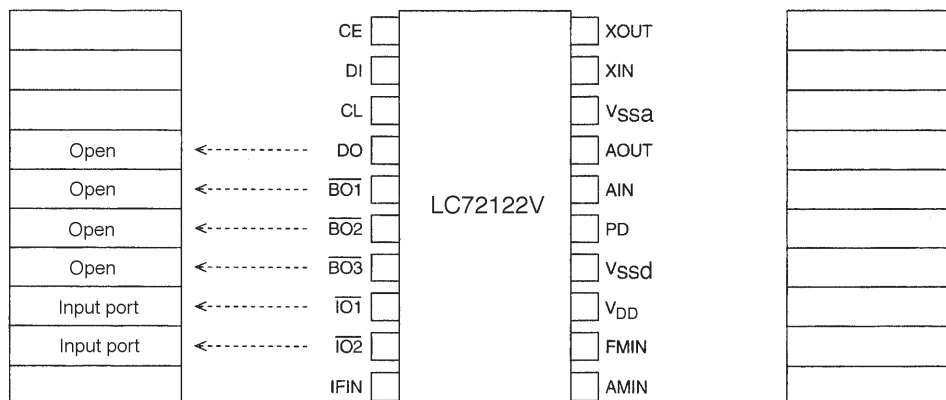 CE XOUT
DI XIN
CL Vssa
Open DO AOUT
Open BO1 AIN
Open BO2 LC72122V PD
Open BO3 Vssd
Input port IO1 VDD
Input port IO2 FMIN
IFIN AMIN